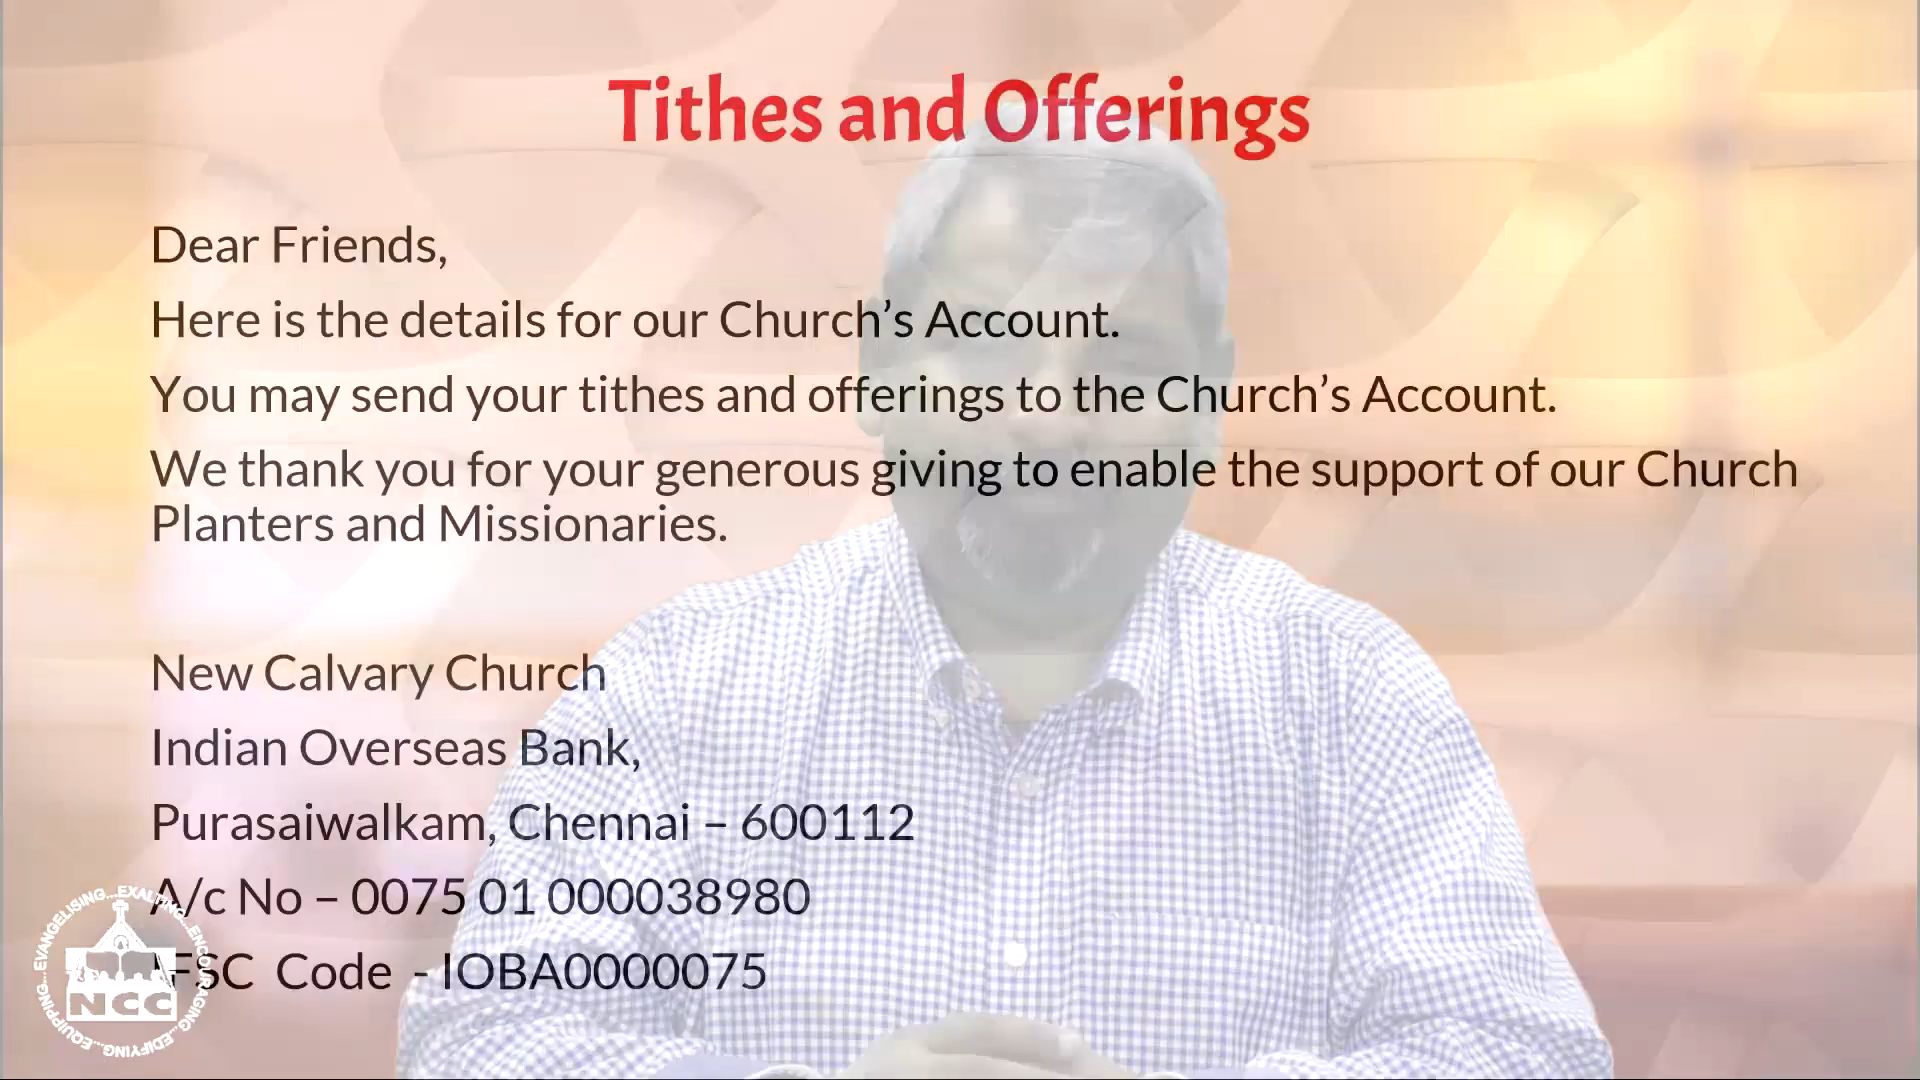 Tithes and Offerings
Dear Friends,
Here is the details for our Church’s Account.
You may send your tithes and offerings to the Church’s Account.
We thank you for your generous giving to enable the support of our Church
Planters and Missionaries.
New Calvary Church
Indian Overseas Bank,
Purasaiwalkam, Chennai – 600112
A/c No – 0075 01 000038980
IFSC Code - IOBA0000075
EVANGELISING...EXALTING...ENCOURAGING...EDIFYING...EQUIPPING...
NCC